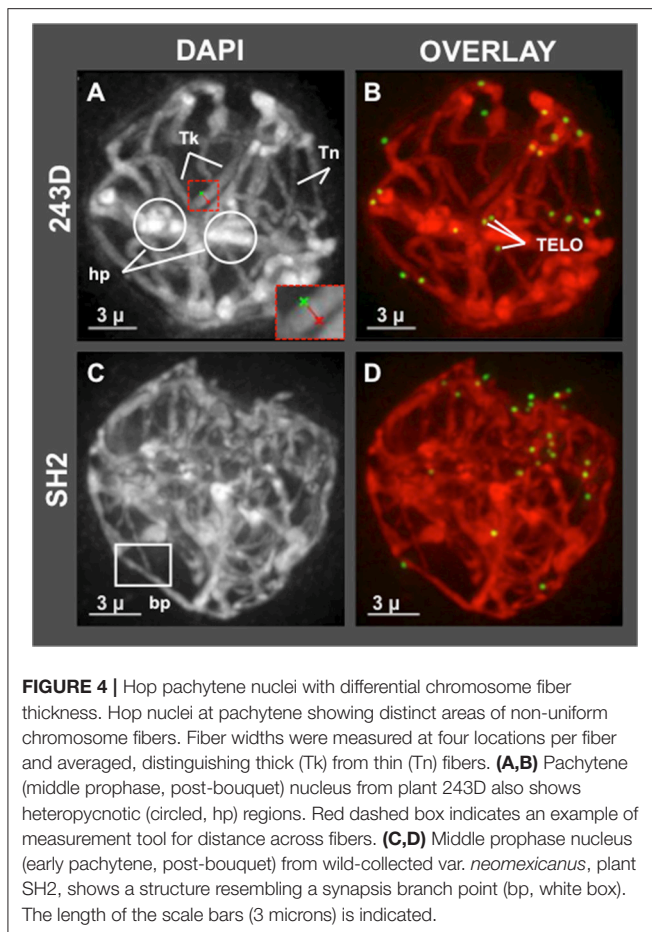 DAPI OVERLAY
A B
Tk Tn
243D
hp TELO
3 μ 3 μ
C D
SH2
3 μ bp 3 μ
FIGURE 4 | Hop pachytene nuclei with differential chromosome fiber
thickness. Hop nuclei at pachytene showing distinct areas of non-uniform
chromosome fibers. Fiber widths were measured at four locations per fiber
and averaged, distinguishing thick (Tk) from thin (Tn) fibers. (A,B) Pachytene
(middle prophase, post-bouquet) nucleus from plant 243D also shows
heteropycnotic (circled, hp) regions. Red dashed box indicates an example of
measurement tool for distance across fibers. (C,D) Middle prophase nucleus
(early pachytene, post-bouquet) from wild-collected var. neomexicanus, plant
SH2, shows a structure resembling a synapsis branch point (bp, white box).
The length of the scale bars (3 microns) is indicated.